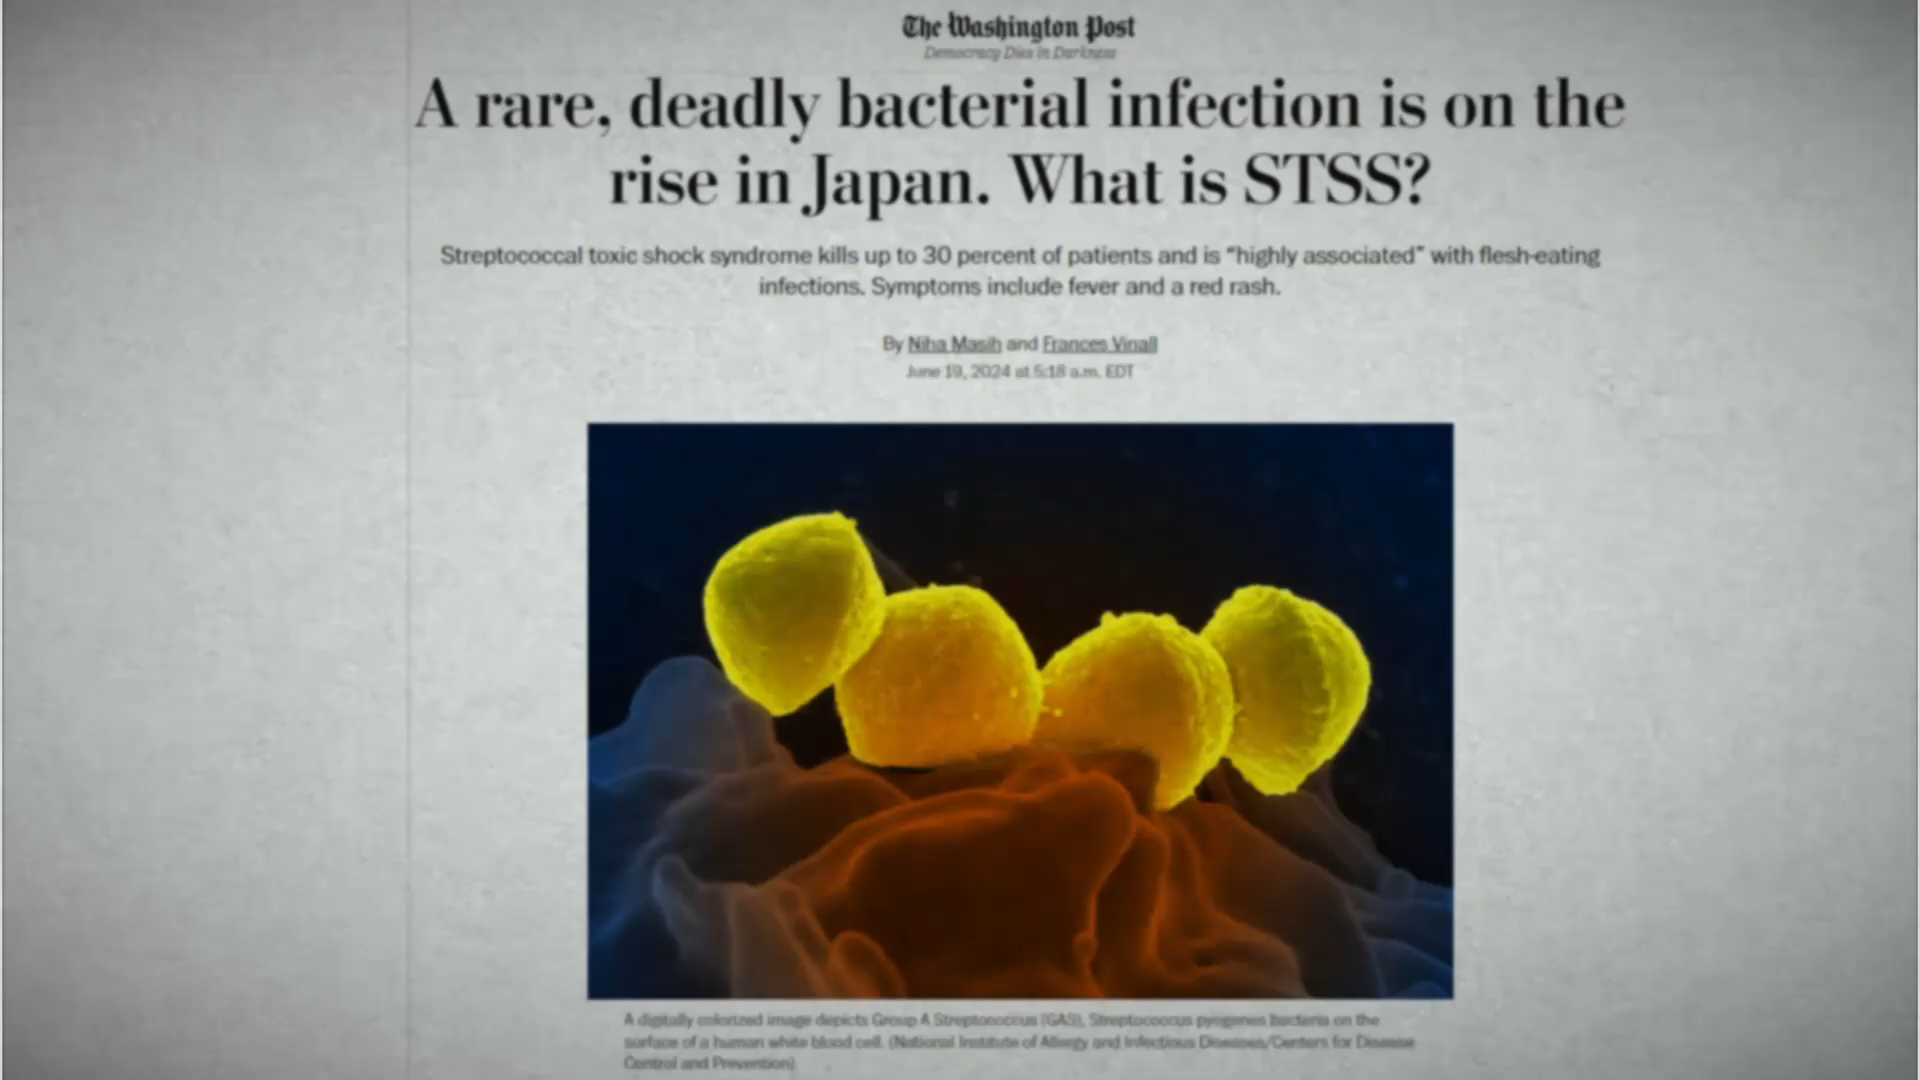 The Washington Post
Democracy Dies in Darkness
A rare, deadly bacterial infection is on the
rise in Japan. What is STSS?
Streptococcal toxic shock syndrome kills up to 30 percent of patients and is “highly associated” with flesh-eating
infections. Symptoms include fever and a red rash.
By Niha Masih and Frances Vinall
June 19, 2024 at 5:18 a.m. EDT
A digitally colorized image depicts Group A Streptococcus (GAS), Streptococcus pyogenes bacteria on the
surface of a human white blood cell. (National Institute of Allergy and Infectious Diseases/Centers for Disease
Control and Prevention)